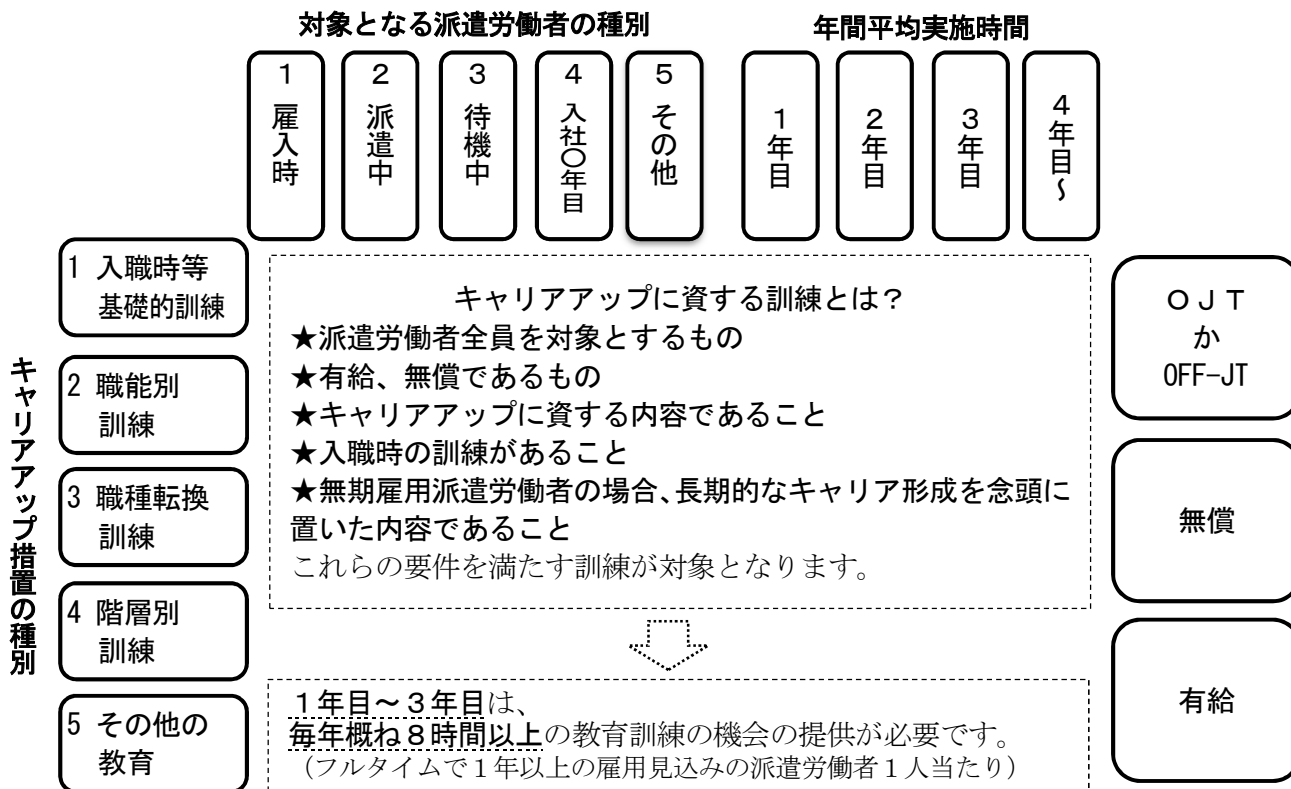 対象となる派遣労働者の種別
年間平均実施時間
1 雇入時
2 派遣中
3 待機中
4 入社〇年目
5 その他
1年目
2年目
3年目
4年目~
キャリアアップ措置の種別
1 入職時等
基礎的訓練
2 職能別
訓練
3 職種転換
訓練
4 階層別
訓練
5 その他の
教育
キャリアアップに資する訓練とは?
★派遣労働者全員を対象とするもの
★有給、無償であるもの
★キャリアアップに資する内容であること
★入職時の訓練があること
★無期雇用派遣労働者の場合、長期的なキャリア形成を念頭に
置いた内容であること
これらの要件を満たす訓練が対象となります。
1年目~3年目は、
毎年概ね8時間以上の教育訓練の機会の提供が必要です。
(フルタイムで1年以上の雇用見込みの派遣労働者1人当たり)
OJT
か
OFF-JT
無償
有給